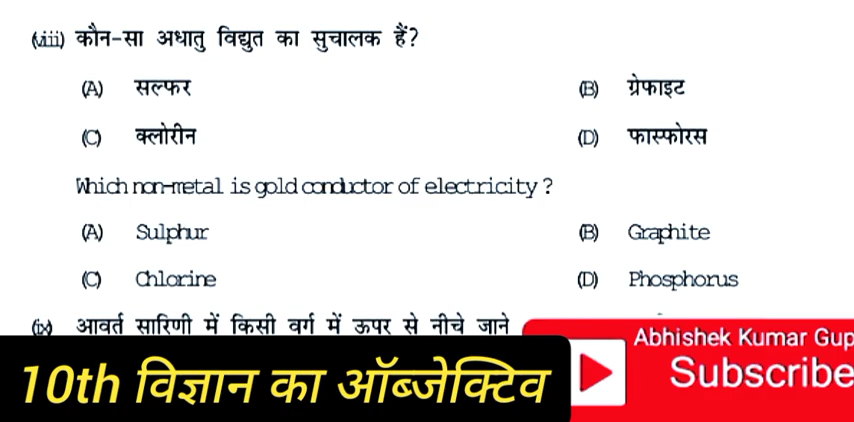 (viii) कौन-सा अधातु विद्युत का सुचालक हैं?
(A) सल्फर (B) ग्रेफाइट
(C) क्लोरीन (D) फास्फोरस
Which non-metal is gold conductor of electricity ?
(A) Sulphur (B) Graphite
(C) Chlorine (D) Phosphorus
(ix) आवर्त सारिणी में किसी वर्ग में ऊपर से नीचे जाने
Abhishek Kumar Gup
Subscribe
10th विज्ञान का ऑब्जेक्टिव